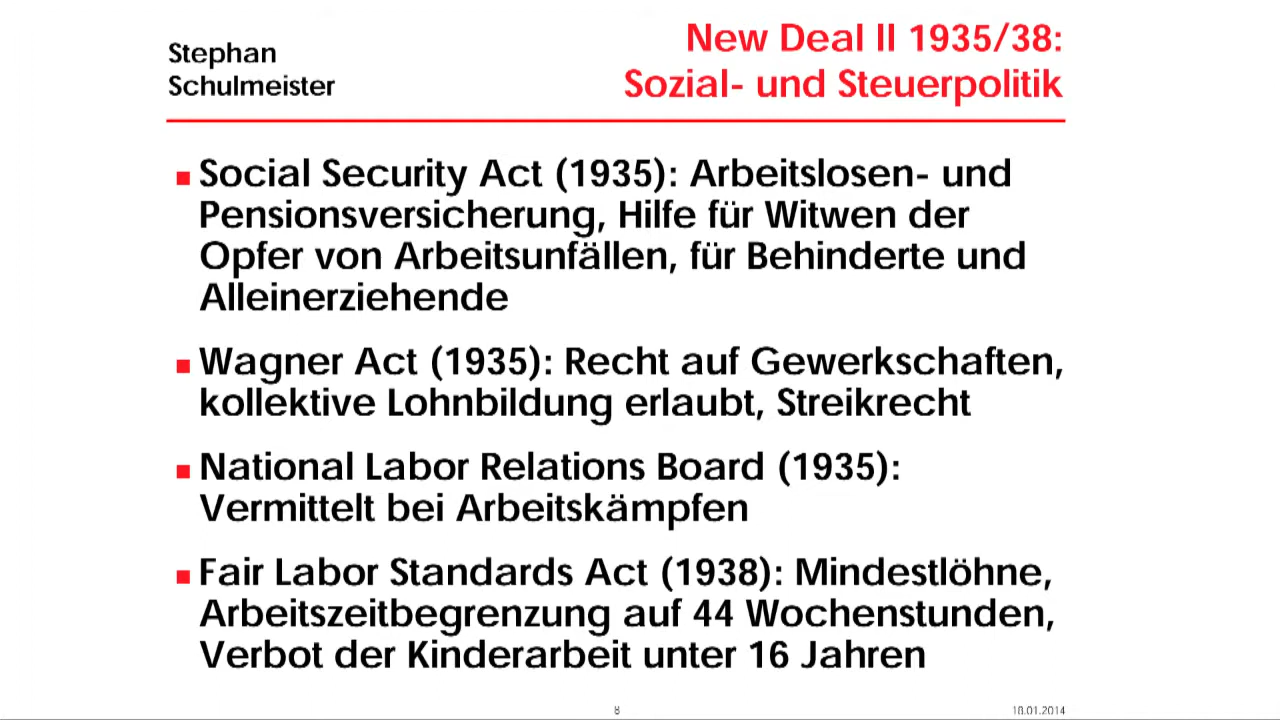 Stephan
Schulmeister
New Deal II 1935/38:
Sozial- und Steuerpolitik
Social Security Act (1935): Arbeitslosen- und
Pensionsversicherung, Hilfe für Witwen der
Opfer von Arbeitsunfällen, für Behinderte und
Alleinerziehende
Wagner Act (1935): Recht auf Gewerkschaften,
kollektive Lohnbildung erlaubt, Streikrecht
National Labor Relations Board (1935):
Vermittelt bei Arbeitskämpfen
Fair Labor Standards Act (1938): Mindestlöhne,
Arbeitszeitbegrenzung auf 44 Wochenstunden,
Verbot der Kinderarbeit unter 16 Jahren
8
18.01.2014